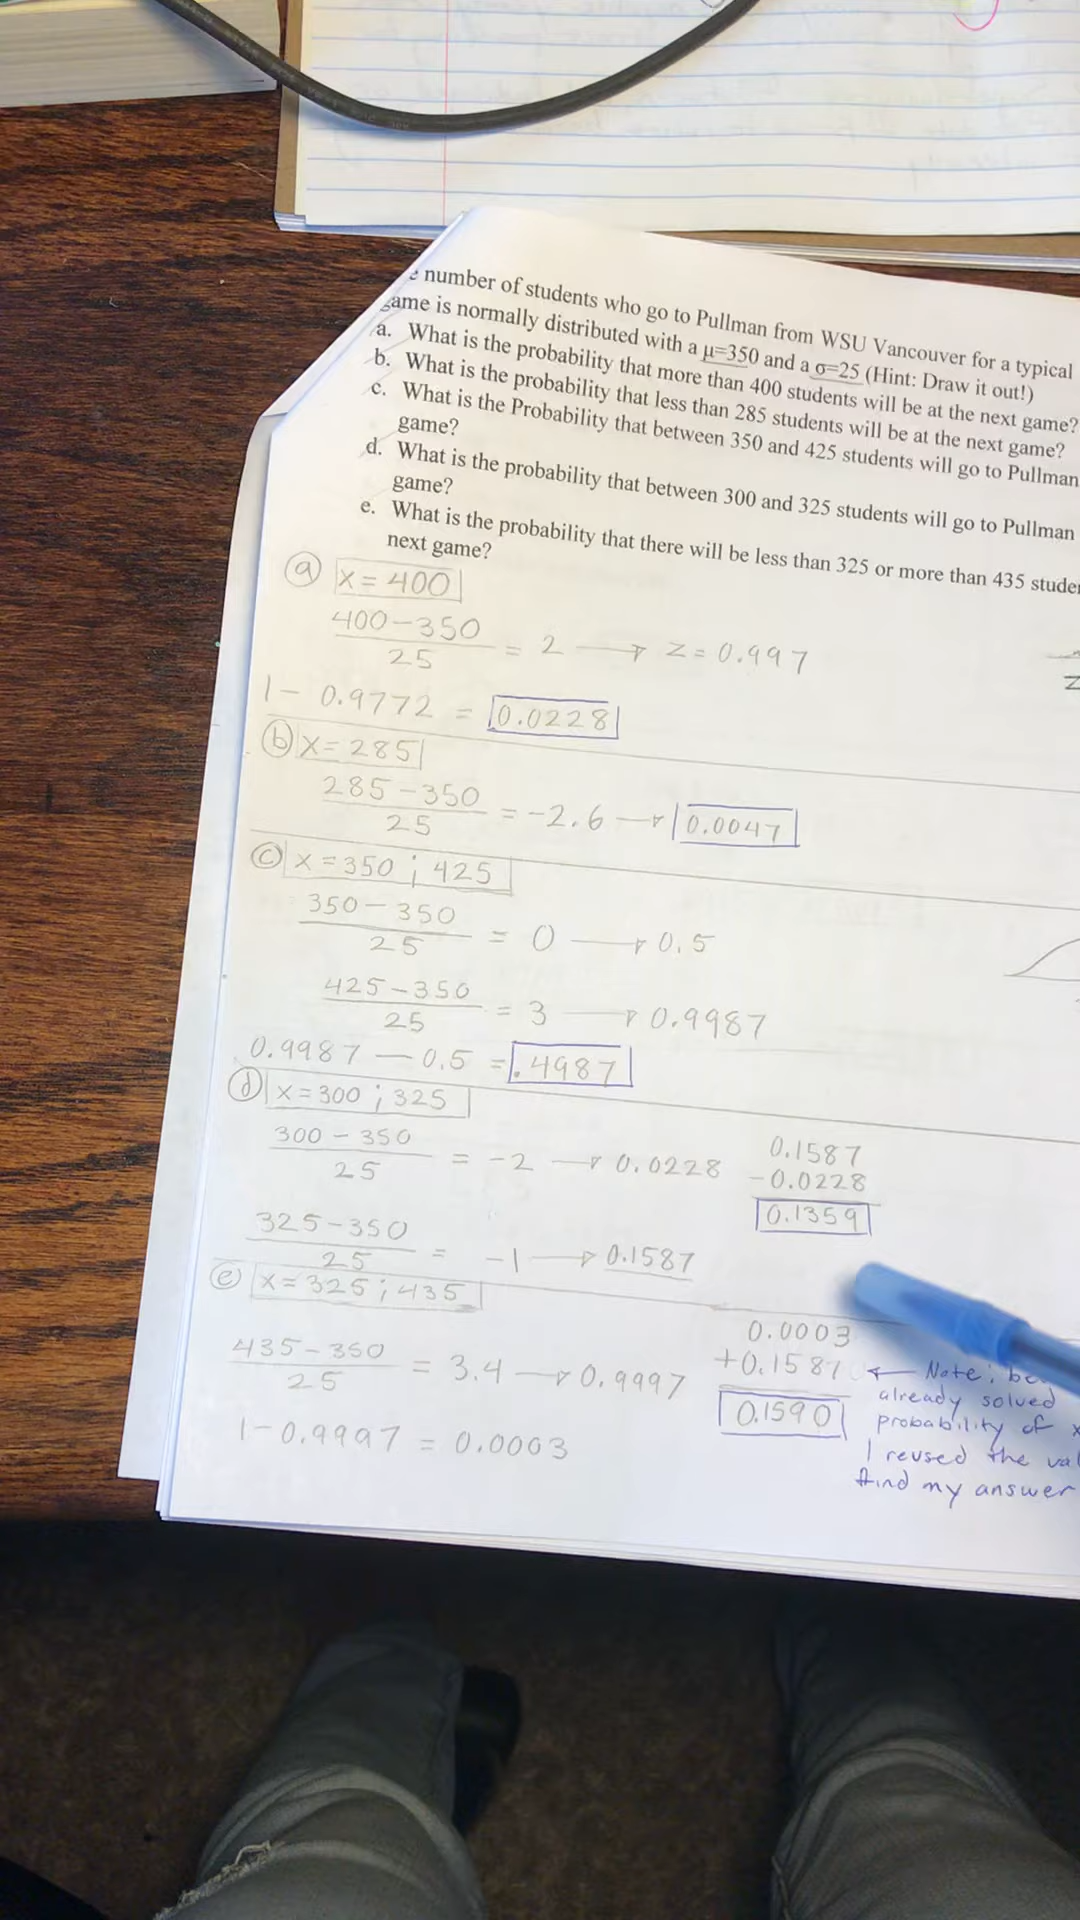 number of students who go to Pullman from WSU Vancouver for a typical
game is normally distributed with a μ=350 and a σ=25 (Hint: Draw it out!)
a. What is the probability that more than 400 students will be at the next game?
b. What is the probability that less than 285 students will be at the next game?
c. What is the Probability that between 350 and 425 students will go to Pullman
game?
d. What is the probability that between 300 and 325 students will go to Pullman
game?
e. What is the probability that there will be less than 325 or more than 435
next game?
a x = 400
400 - 350
25
= 2 → z = 0.997
z
1 - 0.9772 = 0.0228
b x = 285
285 - 350
25
= -2.6 → 0.0047
c x = 350 ; 425
350 - 350
25
= 0 → 0.5
425 - 350
25
= 3 → 0.9987
0.9987 - 0.5 = .4987
d x = 300 ; 325
300 - 350
25
= -2 → 0.0228
0.1587
-0.0228
0.1359
325 - 350
25
= -1 → 0.1587
e x = 325 ; 435
435 - 350
25
= 3.4 → 0.9997
1 - 0.9997 = 0.0003
0.0003
+0.1587
0.1590
← Note:
already solved
probability of
I reused the
find my answer